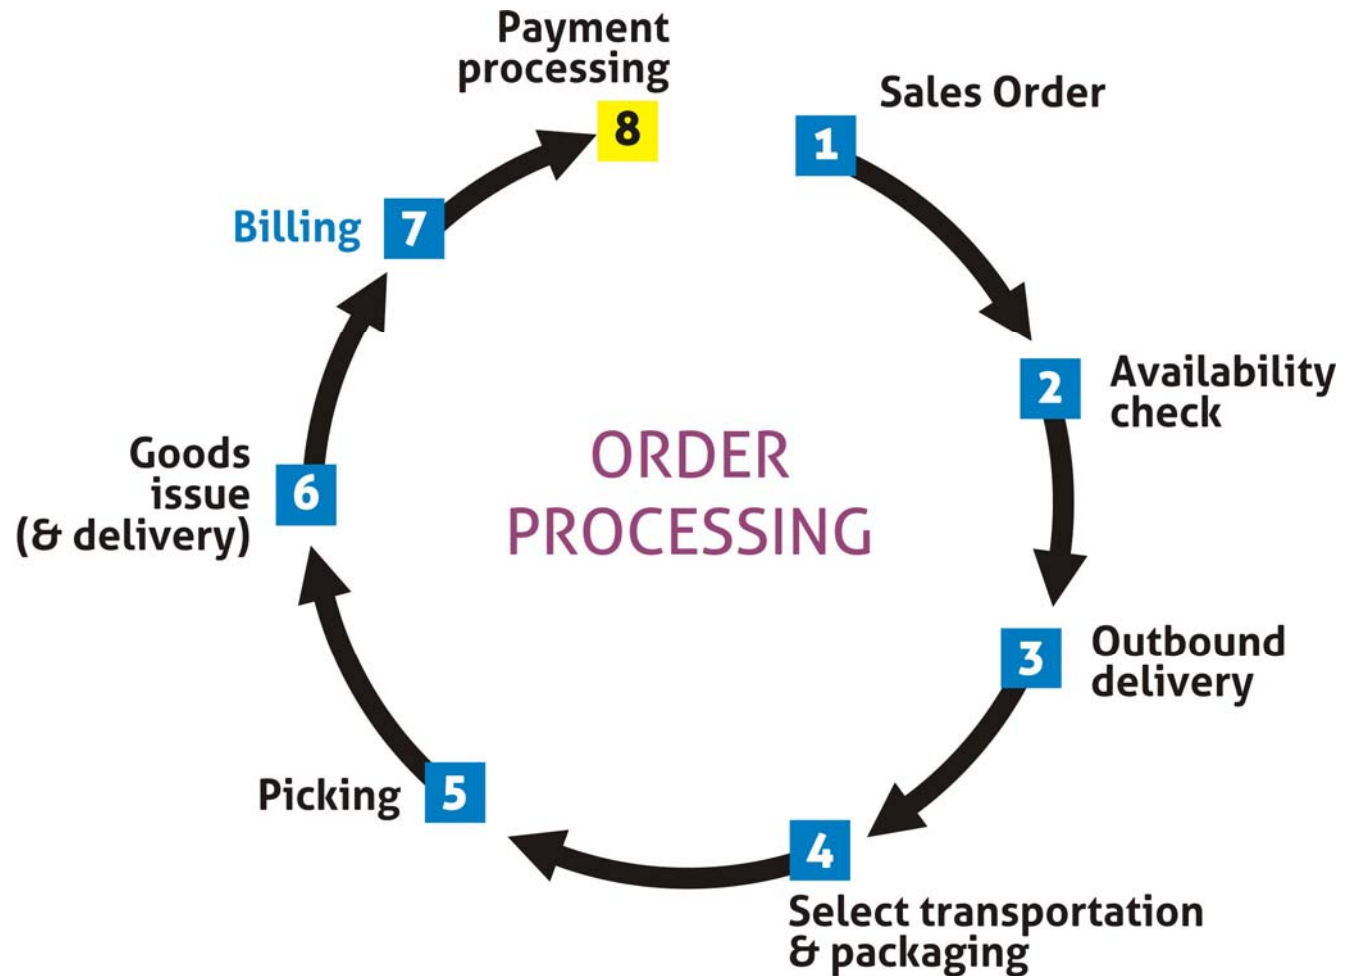 Payment
processing
8
1
Sales Order
Billing
7
2
Availability
check
ORDER
PROCESSING
Goods
issue
(& delivery)
6
3
Outbound
delivery
Picking
5
4
Select transportation
& packaging